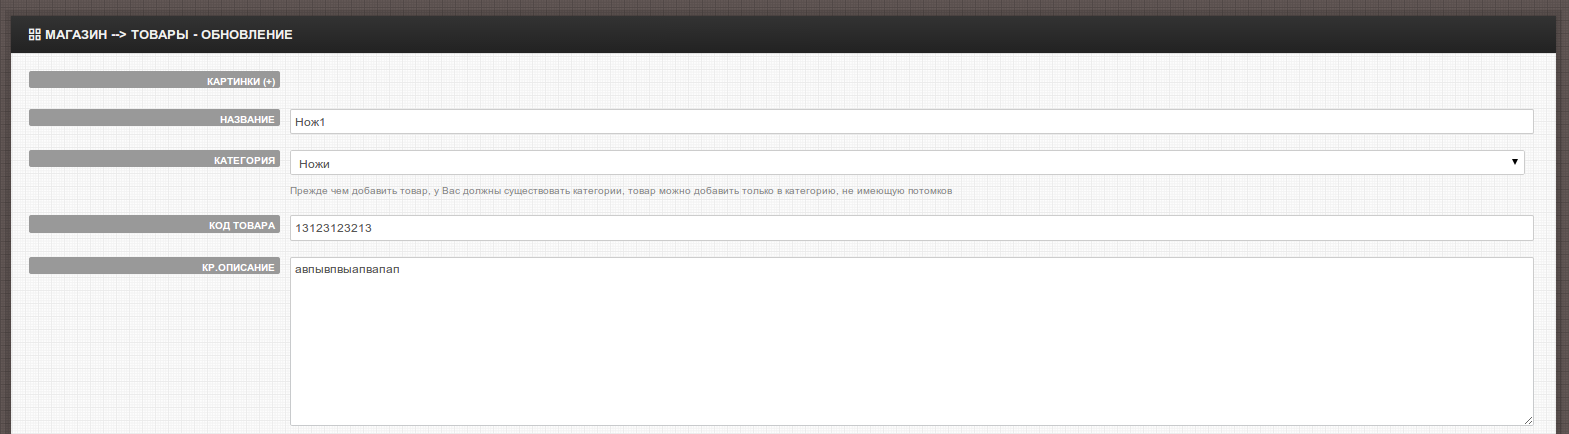 МАГАЗИН --> ТОВАРЫ - ОБНОВЛЕНИЕ
КАРТИНКИ (+)
НАЗВАНИЕ
Нож1
КАТЕГОРИЯ
Ножи
Прежде чем добавить товар, у Вас должны существовать категории, товар можно добавить только в категорию, не имеющую потомков
КОД ТОВАРА
13123123213
КР.ОПИСАНИЕ
авпывпвыапвапап